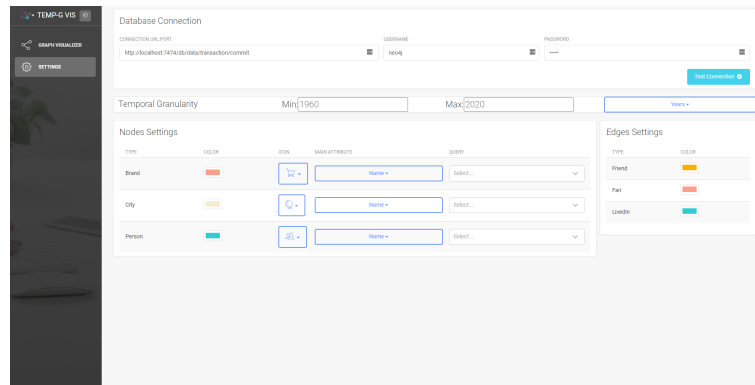 TEMP-G VIS
GRAPH VISUALIZER
SETTINGS
Database Connection
CONNECTION URL:PORT USERNAME PASSWORD
http://localhost:7474/db/data/transaction/commit neo4j
Test Connection
Temporal Granularity Min: 1960 Max: 2020 Years
Nodes Settings
TYPE COLOR ICON MAIN ATTRIBUTE QUERY
Brand Name Select...
City Name Select...
Person Name Select...
Edges Settings
TYPE COLOR
Friend
Fan
LivedIn